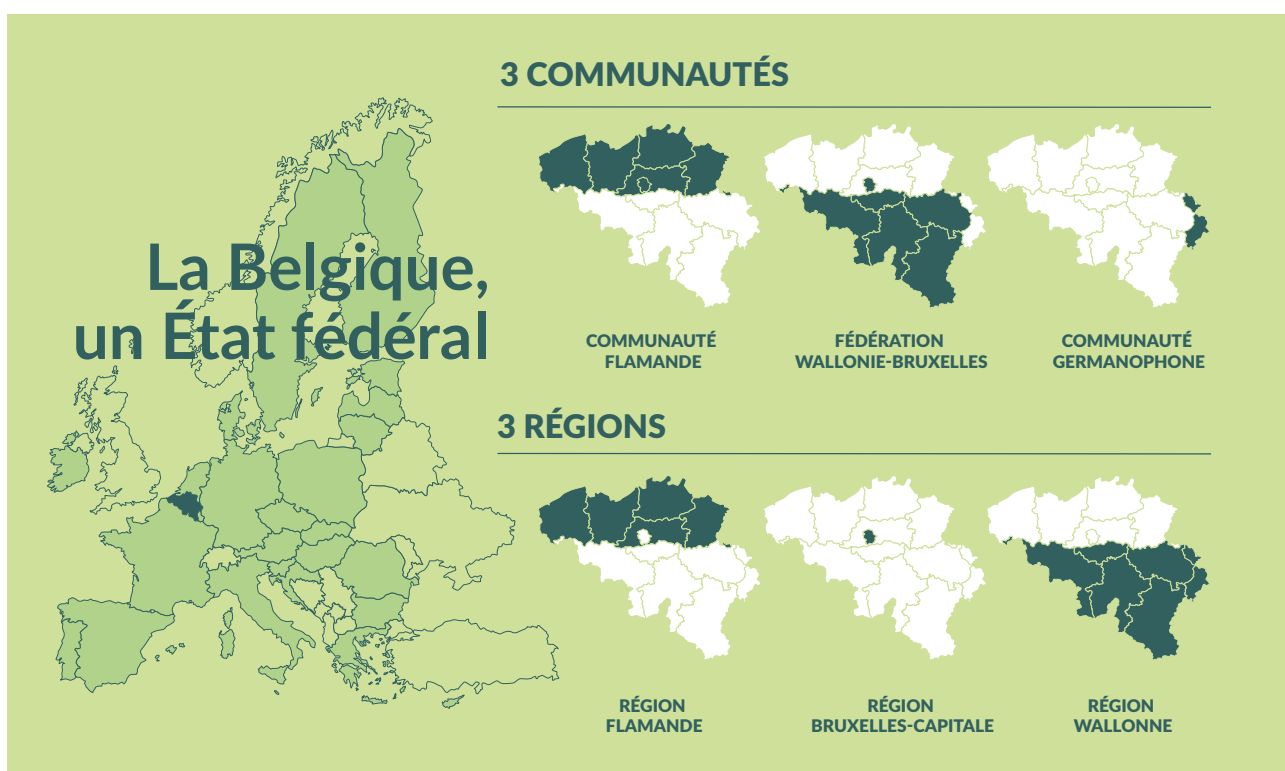 La Belgique,
un État fédéral
3 COMMUNAUTÉS
COMMUNAUTÉ
FLAMANDE
FÉDÉRATION
WALLONIE-BRUXELLES
COMMUNAUTÉ
GERMANOPHONE
3 RÉGIONS
RÉGION
FLAMANDE
RÉGION
BRUXELLES-CAPITALE
RÉGION
WALLONNE